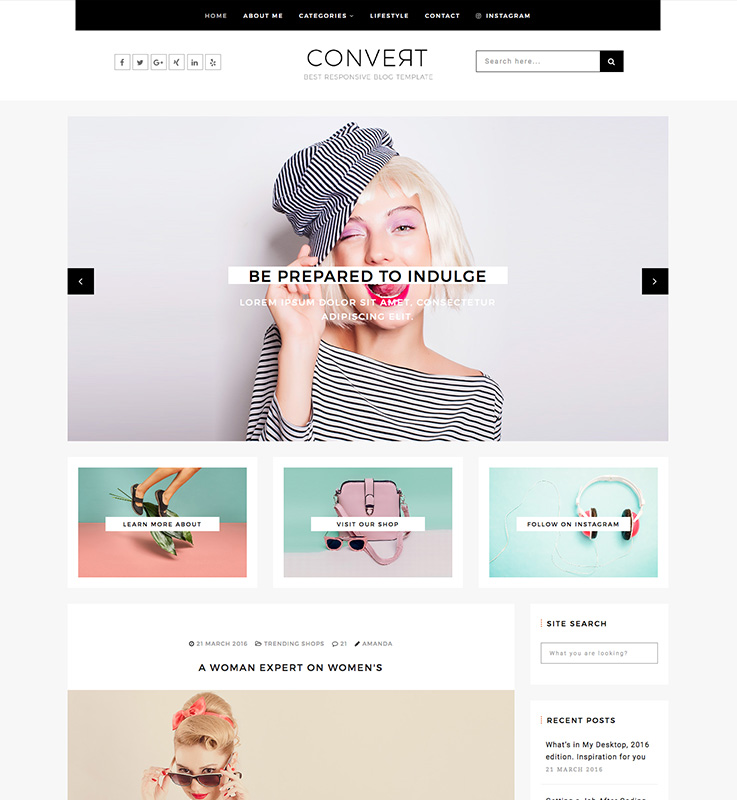 HOME ABOUT ME CATEGORIES LIFESTYLE CONTACT INSTAGRAM
CONVEЯT
BEST RESPONSIVE BLOG TEMPLATE
Search here...
BE PREPARED TO INDULGE
LOREM IPSUM DOLOR SIT AMET, CONSECTETUR
ADIPISCING ELIT.
LEARN MORE ABOUT
VISIT OUR SHOP
FOLLOW ON INSTAGRAM
21 MARCH 2016 TRENDING SHOPS 21 AMANDA
A WOMAN EXPERT ON WOMEN'S
SITE SEARCH
What you are looking?
RECENT POSTS
What's in My Desktop, 2016
edition. Inspiration for you
21 MARCH 2016